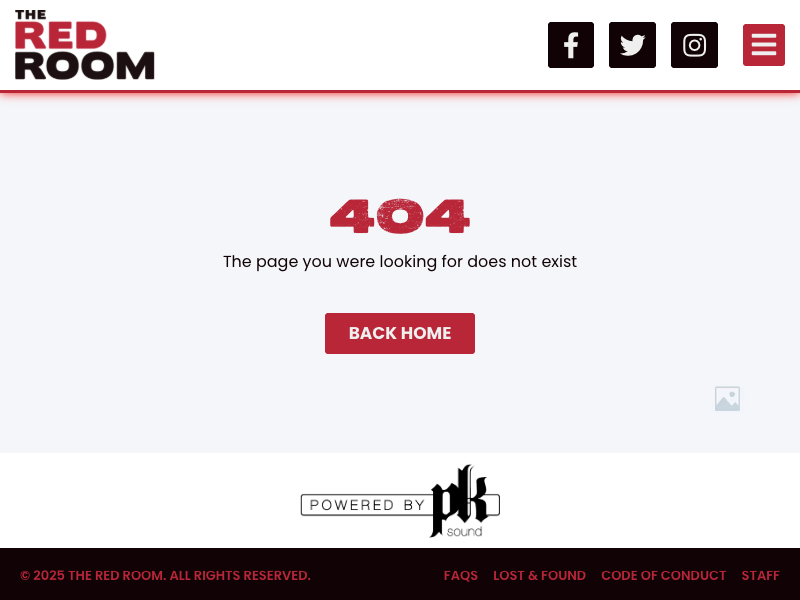 THE
RED
ROOM
404
The page you were looking for does not exist
BACK HOME
POWERED BY pk
sound
© 2025 THE RED ROOM. ALL RIGHTS RESERVED. FAQS LOST & FOUND CODE OF CONDUCT STAFF